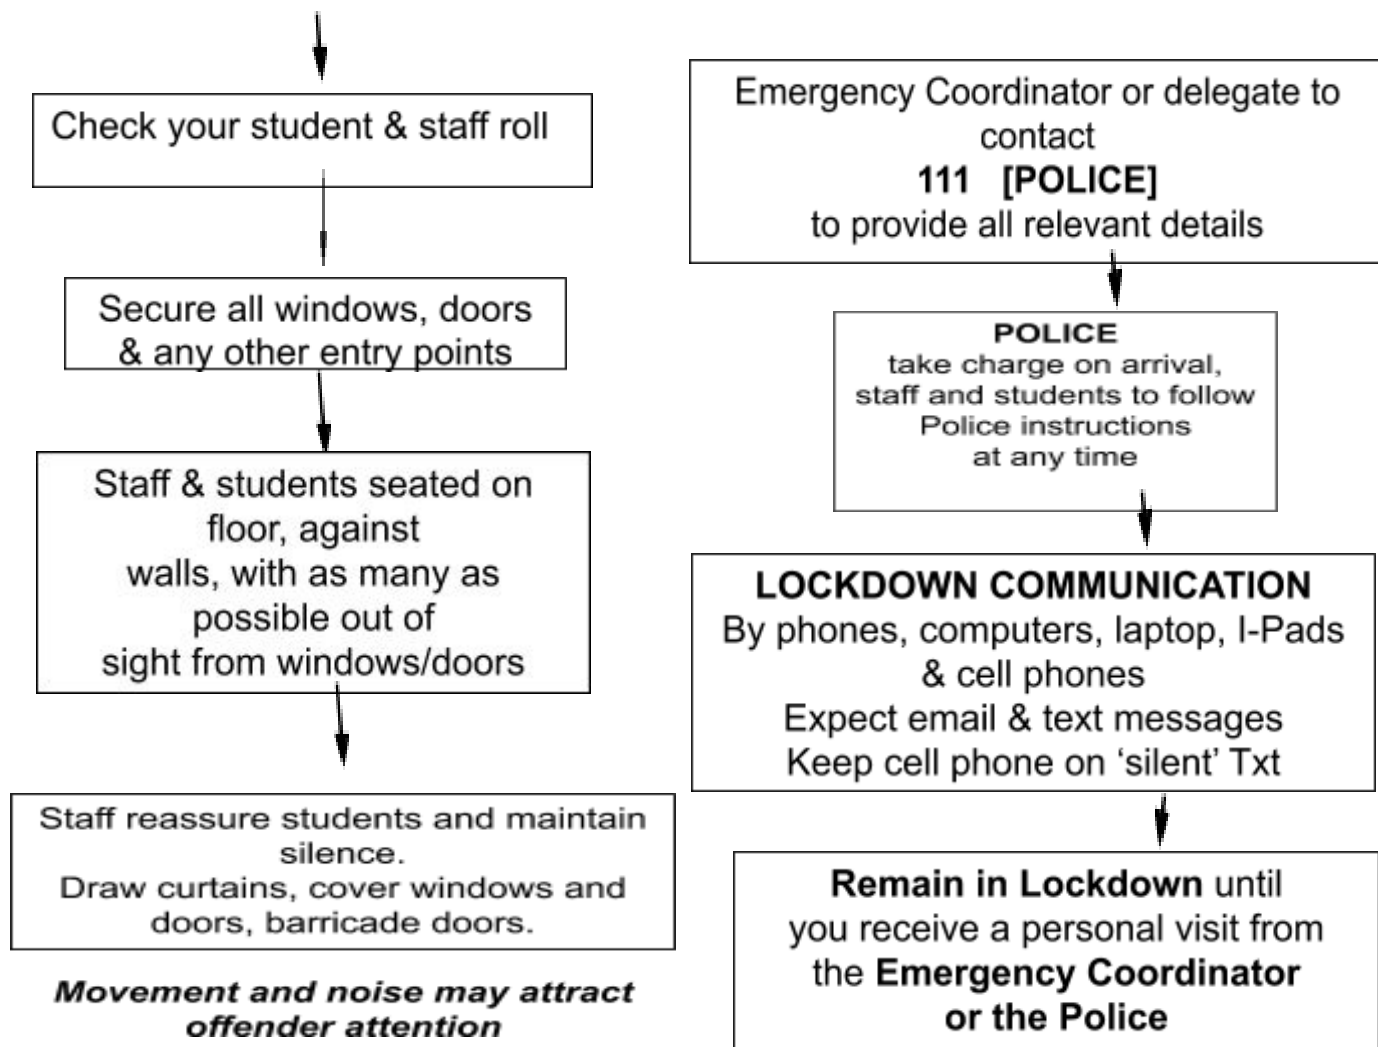 Check your student & staff roll
Secure all windows, doors
& any other entry points
Staff & students seated on
floor, against
walls, with as many as
possible out of
sight from windows/doors
Staff reassure students and maintain
silence.
Draw curtains, cover windows and
doors, barricade doors.
Movement and noise may attract
offender attention
Emergency Coordinator or delegate to
contact
111 [POLICE]
to provide all relevant details
POLICE
take charge on arrival,
staff and students to follow
Police instructions
at any time
LOCKDOWN COMMUNICATION
By phones, computers, laptop, I-Pads
& cell phones
Expect email & text messages
Keep cell phone on ‘silent’ Txt
Remain in Lockdown until
you receive a personal visit from
the Emergency Coordinator
or the Police